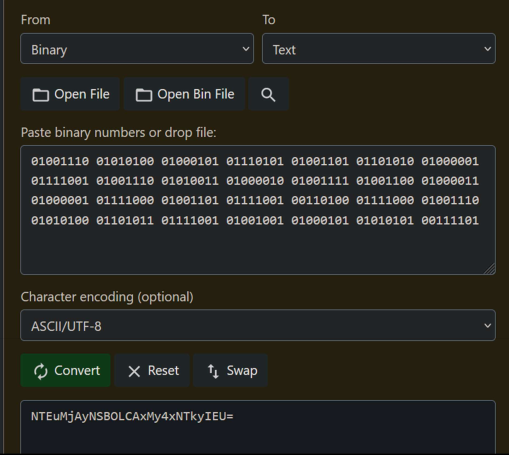 From To
Binary Text
Open File Open Bin File
Paste binary numbers or drop file:
01001110 01010100 01000101 01110101 01001101 01101010 01000001
01111001 01001110 01010011 01000010 01001111 01001100 01000011
01000001 01111000 01001101 01111001 00110100 01111000 01001110
01010100 01101011 01111001 01001001 01000101 01010101 00111101
Character encoding (optional)
ASCII/UTF-8
Convert Reset Swap
NTEuMjAyNSBOLCAxMy4xNTkyIEU=